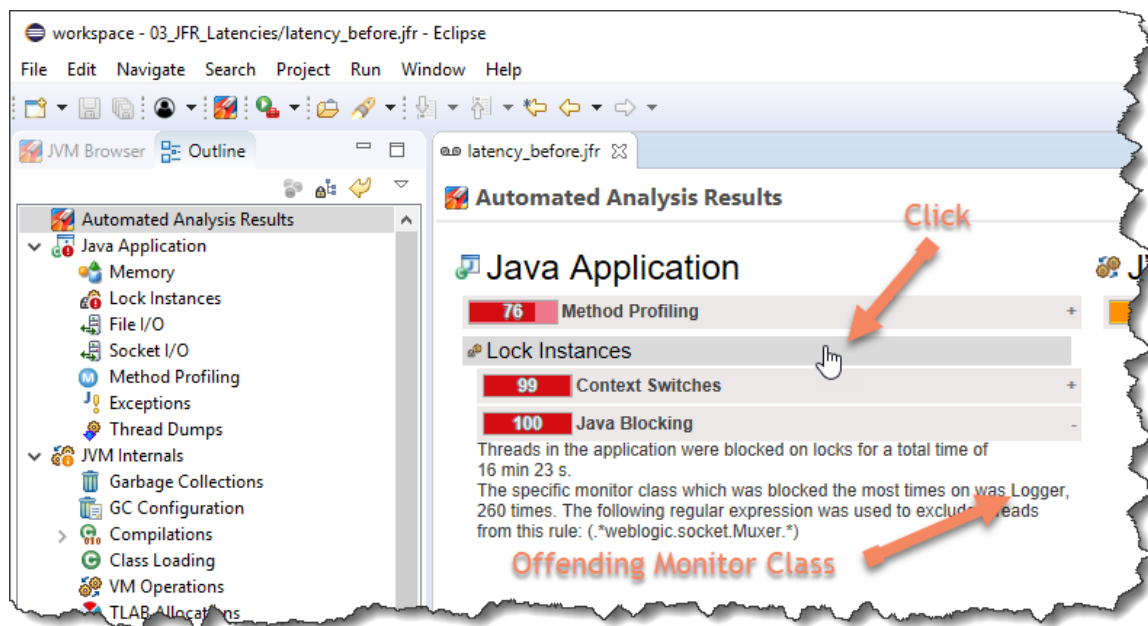 workspace - 03_JFR_Latencies/latency_before.jfr - Eclipse
File Edit Navigate Search Project Run Window Help
JVM Browser Outline
latency_before.jfr
Automated Analysis Results
Java Application
Memory
Lock Instances
File I/O
Socket I/O
Method Profiling
Exceptions
Thread Dumps
JVM Internals
Garbage Collections
GC Configuration
Compilations
Class Loading
VM Operations
TLAB Allocations
Automated Analysis Results
Click
Java Application
76 Method Profiling +
Lock Instances
99 Context Switches +
100 Java Blocking -
Threads in the application were blocked on locks for a total time of
16 min 23 s.
The specific monitor class which was blocked the most times on was Logger,
260 times. The following regular expression was used to exclude
from this rule: (.*weblogic.socket.Muxer.*)
Offending Monitor Class